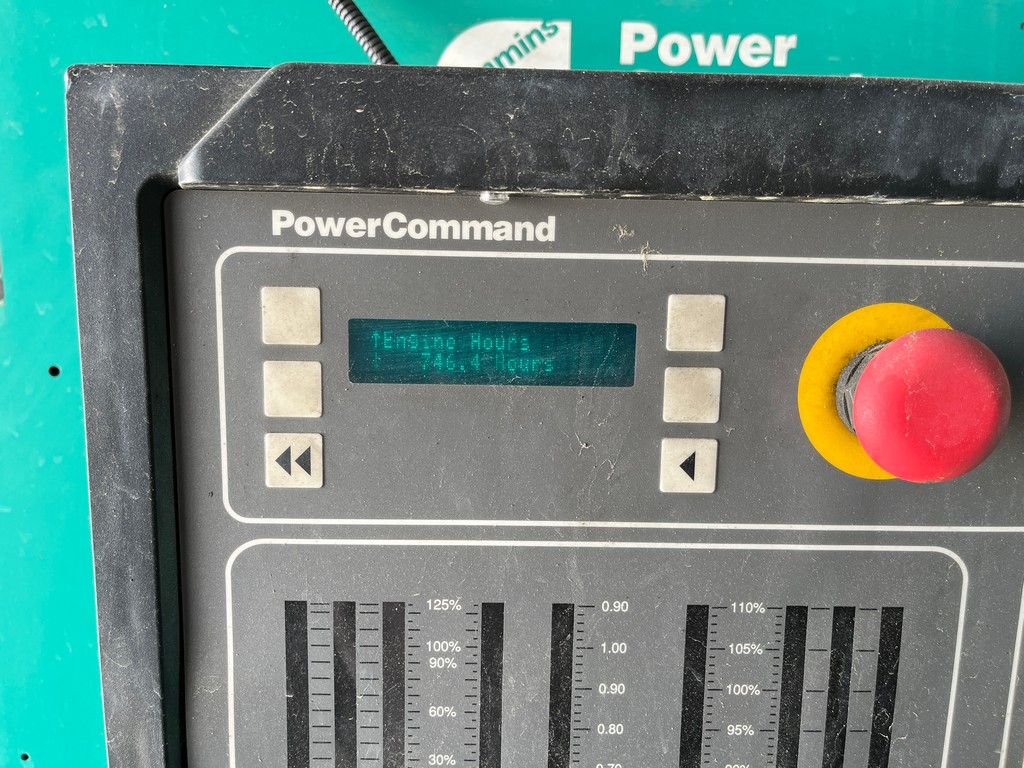 mmins
Power
PowerCommand
↑Engine Hours
↓ 746.4 Hours
125%
100%
90%
60%
30%
0.90
1.00
0.90
0.80
110%
105%
100%
95%